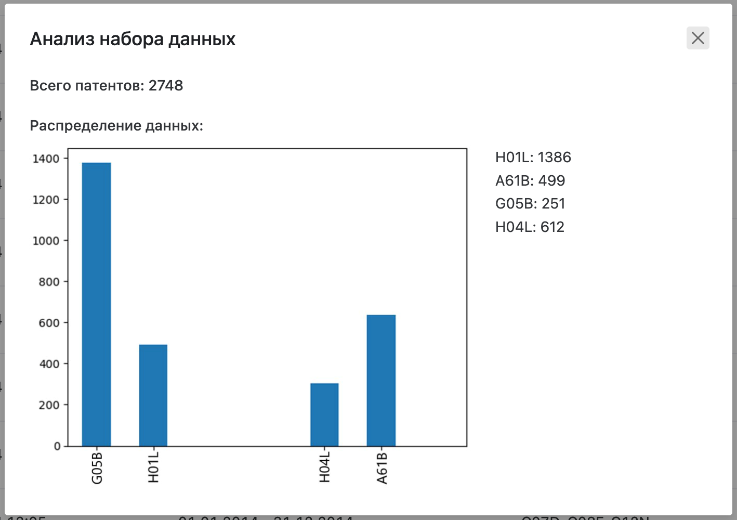 Анализ набора данных
Всего патентов: 2748
Распределение данных:
1400
1200
1000
800
600
400
200
0
G05B
H01L
H04L
A61B
H01L: 1386
A61B: 499
G05B: 251
H04L: 612